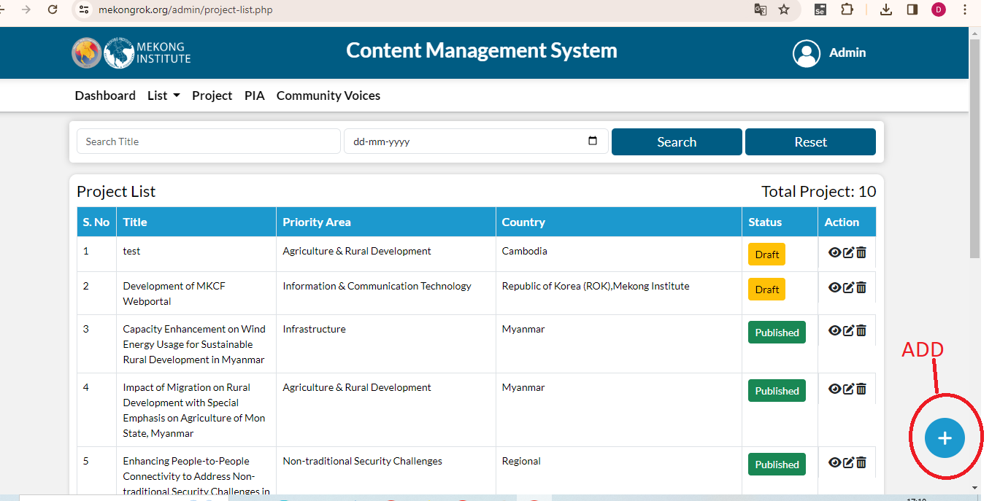 mekongrok.org/admin/project-list.php
Se
D
MEKONG
INSTITUTE
Content Management System
Admin
Dashboard List Project PIA Community Voices
Search Title
dd-mm-yyyy
Search
Reset
Project List
Total Project: 10
S. No Title Priority Area Country Status Action
1 test Agriculture & Rural Development Cambodia Draft
2 Development of MKCF Information & Communication Technology Republic of Korea (ROK),Mekong Institute Draft
Webportal
3 Capacity Enhancement on Wind Infrastructure Myanmar Published
Energy Usage for Sustainable
Rural Development in Myanmar
ADD
4 Impact of Migration on Rural Agriculture & Rural Development Myanmar Published
Development with Special
Emphasis on Agriculture of Mon
State, Myanmar
+
5 Enhancing People-to-People Non-traditional Security Challenges Regional Published
Connectivity to Address Non-
traditional Security Challenges in